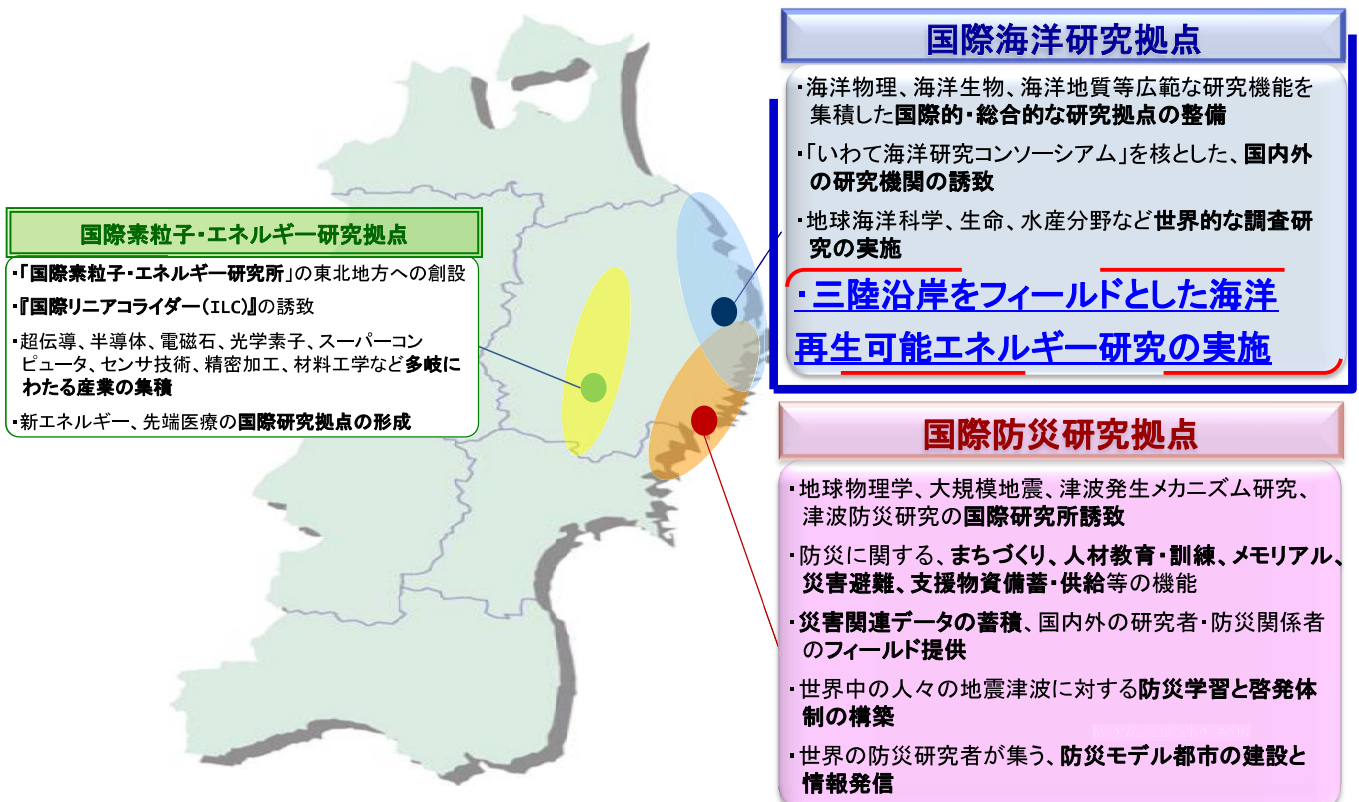 国際海洋研究拠点
・海洋物理、海洋生物、海洋地質等広範な研究機能を
集積した国際的・総合的な研究拠点の整備
・「いわて海洋研究コンソーシアム」を核とした、国内外
の研究機関の誘致
・地球海洋科学、生命、水産分野など世界的な調査研
究の実施
・三陸沿岸をフィールドとした海洋
再生可能エネルギー研究の実施
国際素粒子・エネルギー研究拠点
・「国際素粒子・エネルギー研究所」の東北地方への創設
・『国際リニアコライダー(ILC)』の誘致
・超伝導、半導体、電磁石、光学素子、スーパーコン
ピュータ、センサ技術、精密加工、材料工学など多岐に
わたる産業の集積
・新エネルギー、先端医療の国際研究拠点の形成
国際防災研究拠点
・地球物理学、大規模地震、津波発生メカニズム研究、
津波防災研究の国際研究所誘致
・防災に関する、まちづくり、人材教育・訓練、メモリアル、
災害避難、支援物資備蓄・供給等の機能
・災害関連データの蓄積、国内外の研究者・防災関係者
のフィールド提供
・世界中の人々の地震津波に対する防災学習と啓発体
制の構築
・世界の防災研究者が集う、防災モデル都市の建設と
情報発信